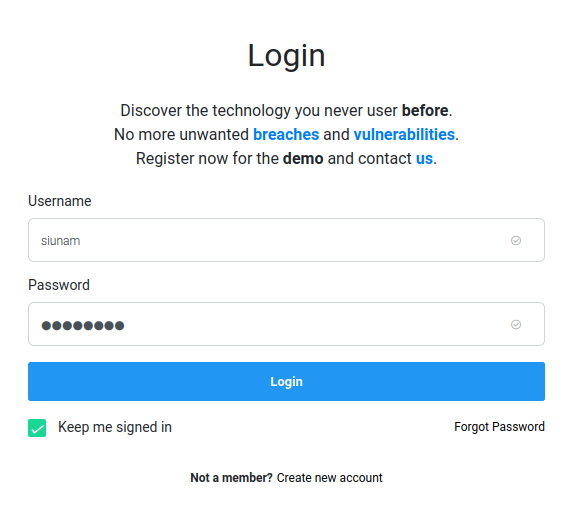 Login
Discover the technology you never user before.
No more unwanted breaches and vulnerabilities.
Register now for the demo and contact us.
Username
siunam
Password
●●●●●●●●
Login
Keep me signed in Forgot Password
Not a member? Create new account